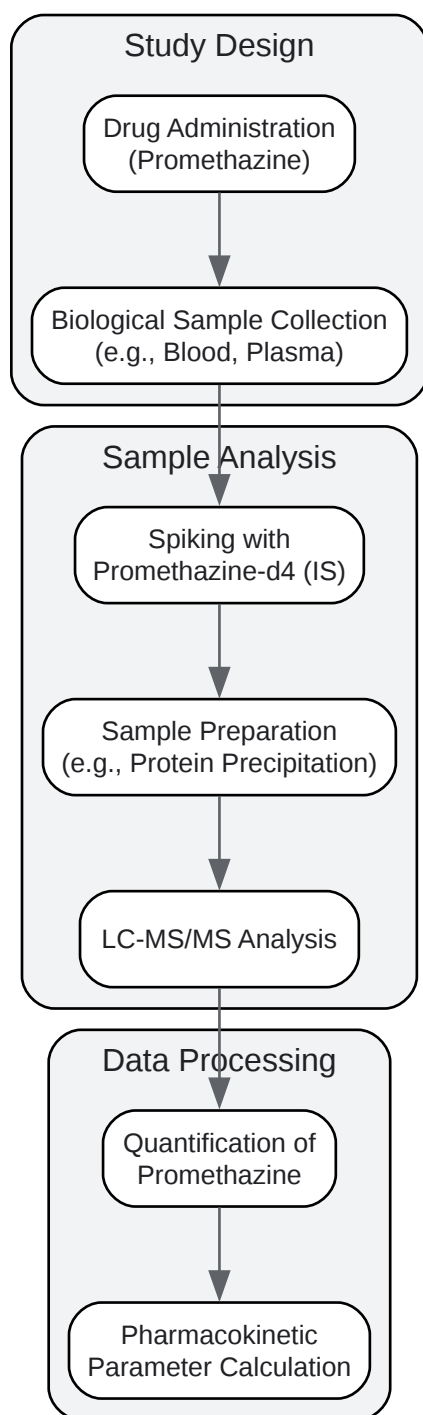 Study Design
Drug Administration
(Promethazine)
Biological Sample Collection
(e.g., Blood, Plasma)
Sample Analysis
Spiking with
Promethazine-d4 (IS)
Sample Preparation
(e.g., Protein Precipitation)
LC-MS/MS Analysis
Data Processing
Quantification of
Promethazine
Pharmacokinetic
Parameter Calculation